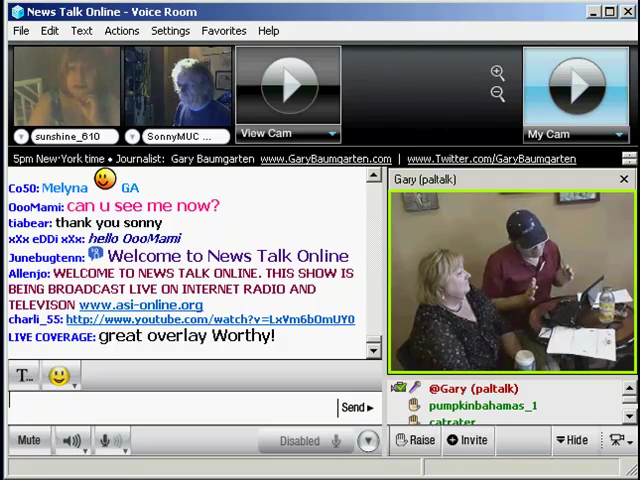 News Talk Online - Voice Room
File Edit Text Actions Settings Favorites Help
sunshine_610
SonnyMUC ...
View Cam
My Cam
5pm New York time • Journalist: Gary Baumgarten www.GaryBaumgarten.com | www.Twitter.com/GaryBaumgarten
Co50: Melyna GA
OooMami: can u see me now?
tiabear: thank you sonny
xXx eDDi xXx: hello OooMami
Junebugtenn: Welcome to News Talk Online
Allenjo: WELCOME TO NEWS TALK ONLINE. THIS SHOW IS
BEING BROADCAST LIVE ON INTERNET RADIO AND
TELEVISON www.asi-online.org
charli_55: http://www.youtube.com/watch?v=LxYm6bOmUY0
LIVE COVERAGE: great overlay Worthy!
Gary (paltalk)
@Gary (paltalk)
pumpkinbahamas_1
catrater
T...
Send
Mute
Disabled
Raise
Invite
Hide